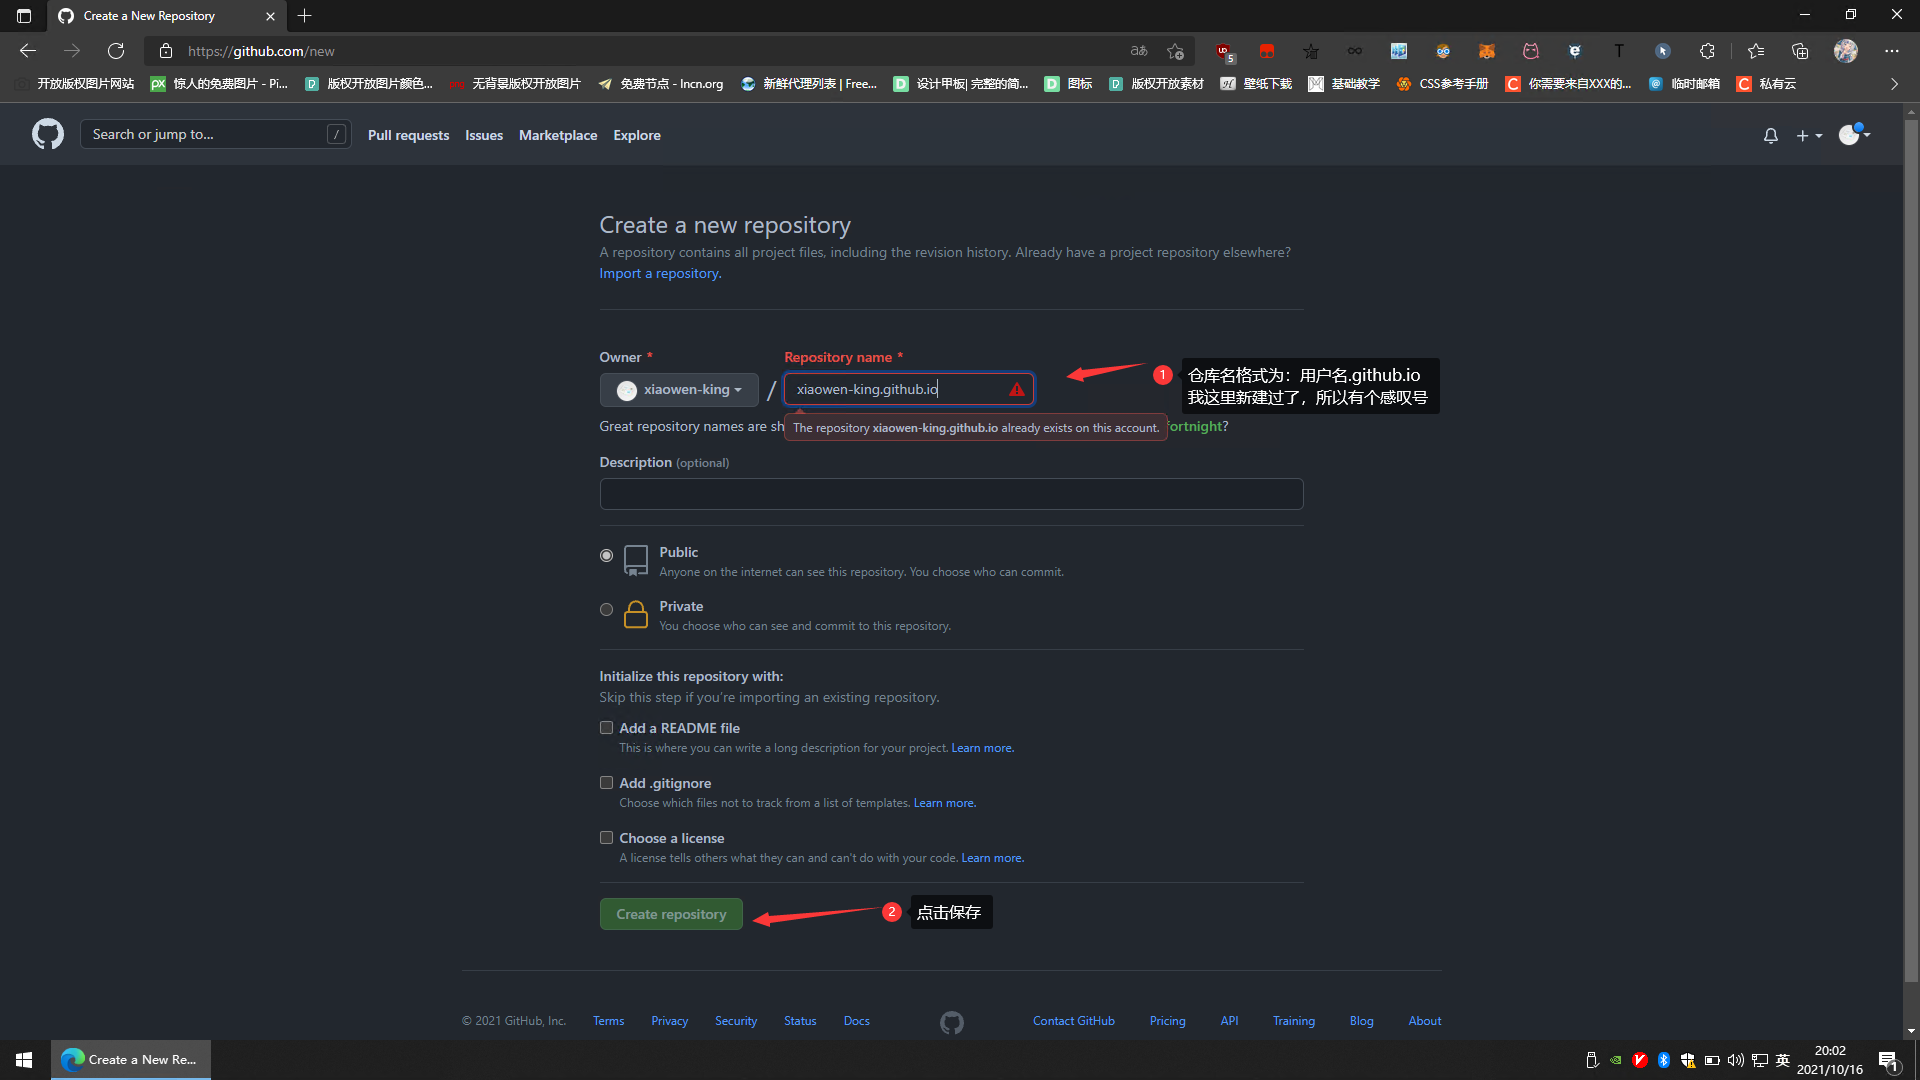 Create a New Repository
https://github.com/new
5
开放版权图片网站
px 惊人的免费图片 - Pi...
版权开放图片颜色...
无背景版权开放图片
免费节点 - lncn.org
新鲜代理列表 | Free...
设计甲板| 完整的简...
图标
版权开放素材
壁纸下载
基础教学
CSS参考手册
你需要来自XXX的...
临时邮箱
私有云
Search or jump to...
/
Pull requests
Issues
Marketplace
Explore
Create a new repository
A repository contains all project files, including the revision history. Already have a project repository elsewhere?
Import a repository.
Owner *
Repository name *
xiaowen-king
/
xiaowen-king.github.io
1
仓库名格式为：用户名.github.io
我这里新建过了，所以有个感叹号
Great repository names are sh
The repository xiaowen-king.github.io already exists on this account.
fortnight?
Description (optional)
Public
Anyone on the internet can see this repository. You choose who can commit.
Private
You choose who can see and commit to this repository.
Initialize this repository with:
Skip this step if you're importing an existing repository.
Add a README file
This is where you can write a long description for your project. Learn more.
Add .gitignore
Choose which files not to track from a list of templates. Learn more.
Choose a license
A license tells others what they can and can't do with your code. Learn more.
Create repository
2
点击保存
© 2021 GitHub, Inc.
Terms
Privacy
Security
Status
Docs
Contact GitHub
Pricing
API
Training
Blog
About
Create a New Re...
英
20:02
2021/10/16
1